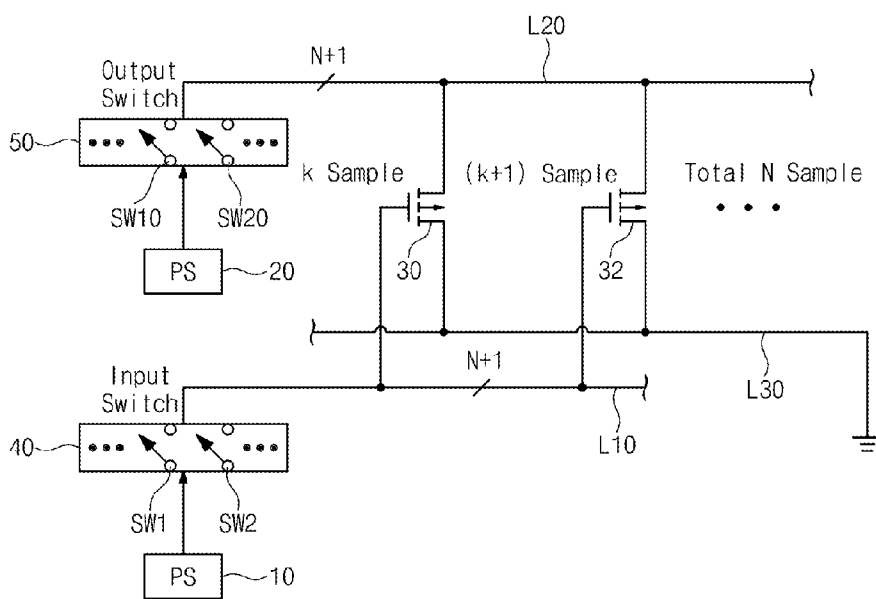 N+1
L20
Output
Switch
50
k Sample
(k+1) Sample
Total N Sample
SW10
SW20
PS
20
30
32
N+1
Input
Switch
L10
L30
40
SW1
SW2
PS
10